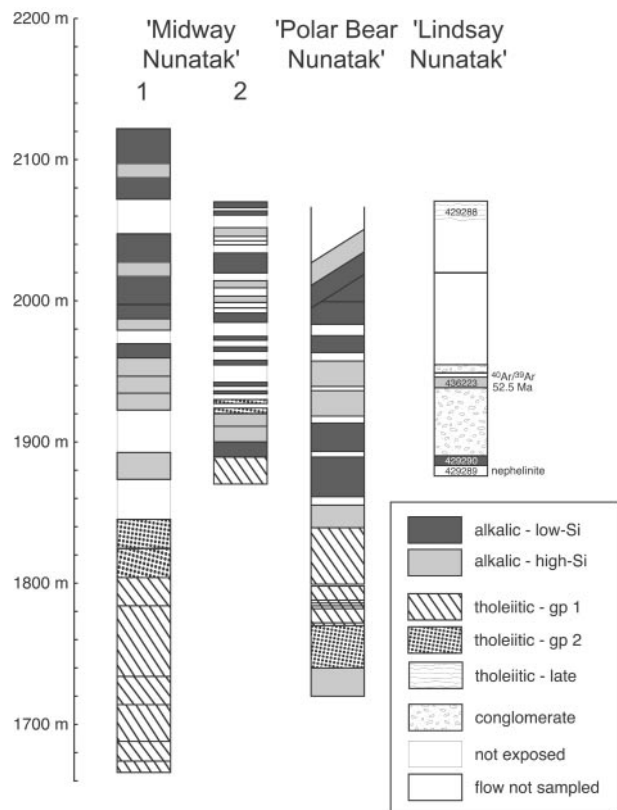 2200 m
'Midway
Nunatak'
1
2
'Polar Bear
Nunatak'
'Lindsay
Nunatak'
2100 m
2000 m
1900 m
1800 m
1700 m
429288
40Ar/39Ar
52.5 Ma
436223
429290
429289
nephelinite
alkalic - low-Si
alkalic - high-Si
tholeiitic - gp 1
tholeiitic - gp 2
tholeiitic - late
conglomerate
not exposed
flow not sampled